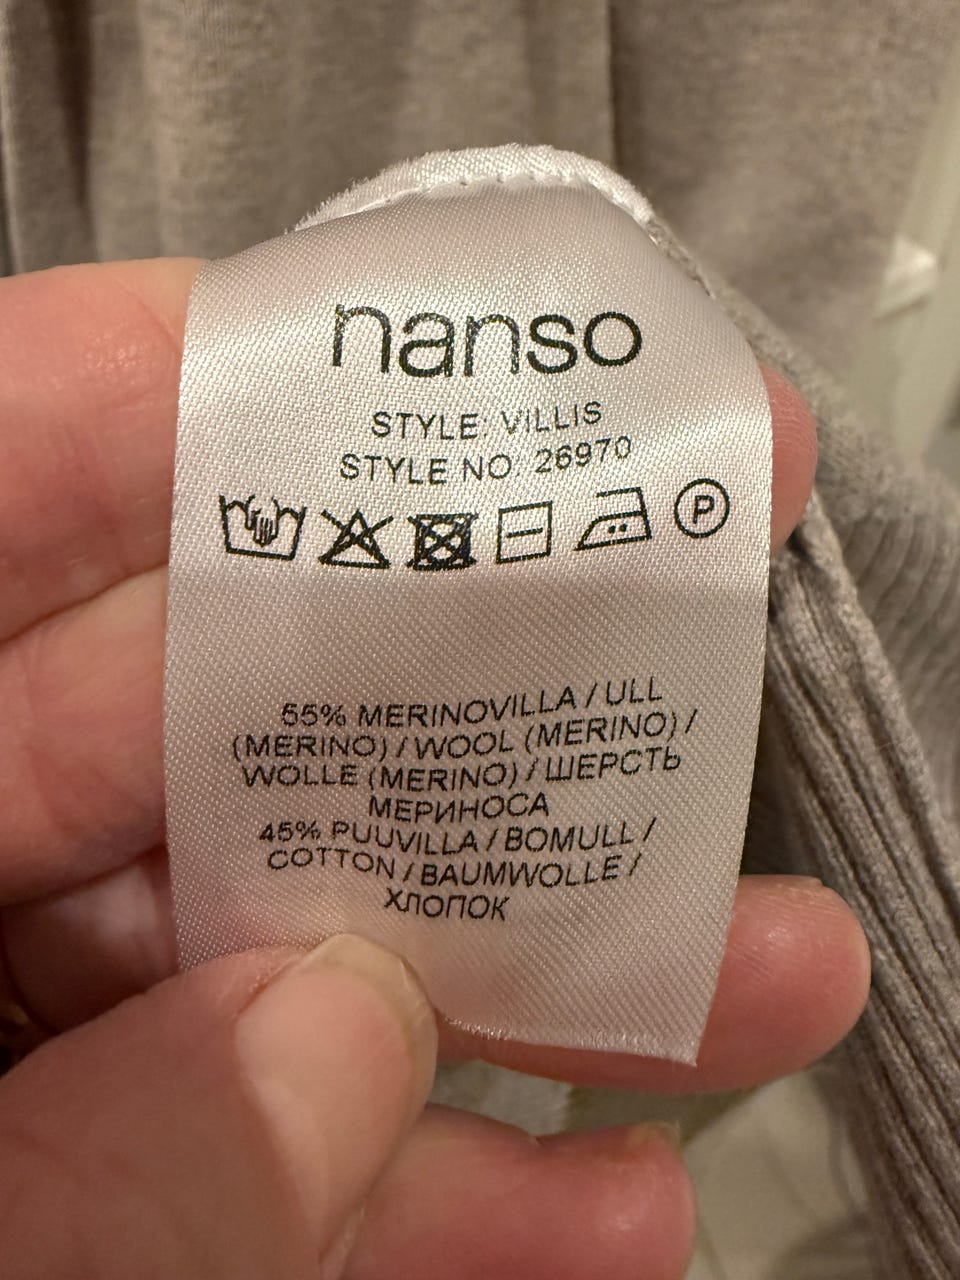 nanso
STYLE: VILLIS
STYLE NO. 26970
P
55% MERINOVILLA / ULL
(MERINO) / WOOL (MERINO) /
WOLLE (MERINO) / ШЕРСТЬ
МЕРИНОСА
45% PUUVILLA / BOMULL /
COTTON / BAUMWOLLE /
ХЛОПОК